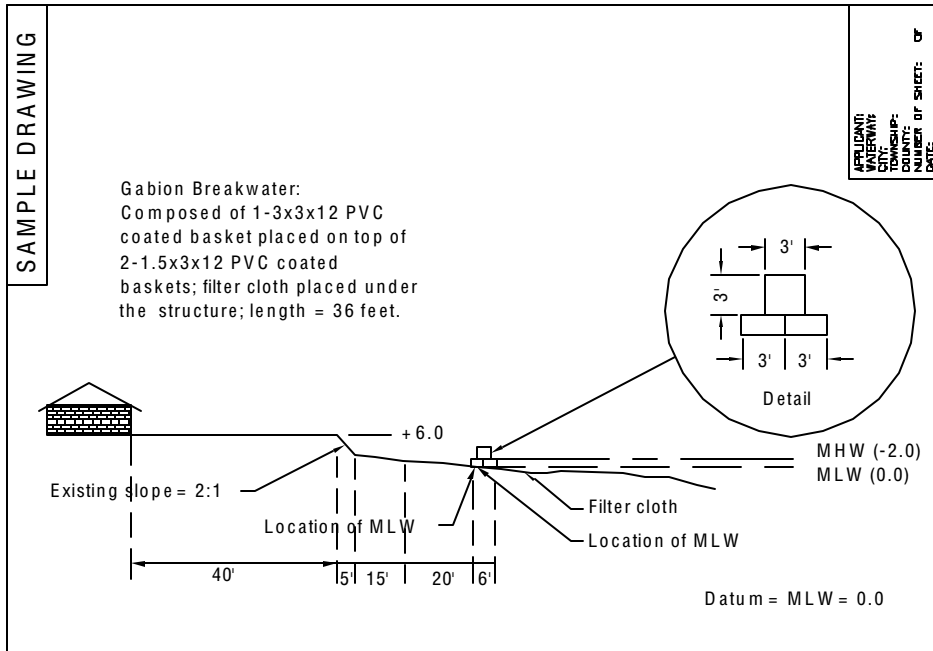 SAMPLE DRAWING
APPLICANT:
WATERWAY:
CITY:
TOWNSHIP:
COUNTY:
NUMBER OF SHEET: OF
DATE:
Gabion Breakwater:
Composed of 1-3x3x12 PVC
coated basket placed on top of
2-1.5x3x12 PVC coated
baskets; filter cloth placed under
the structure; length = 36 feet.
3'
3'
3' 3'
Detail
+6.0
MHW (-2.0)
MLW (0.0)
Existing slope = 2:1
Filter cloth
Location of MLW
Location of MLW
40' 5' 15' 20' 6'
Datum = MLW = 0.0